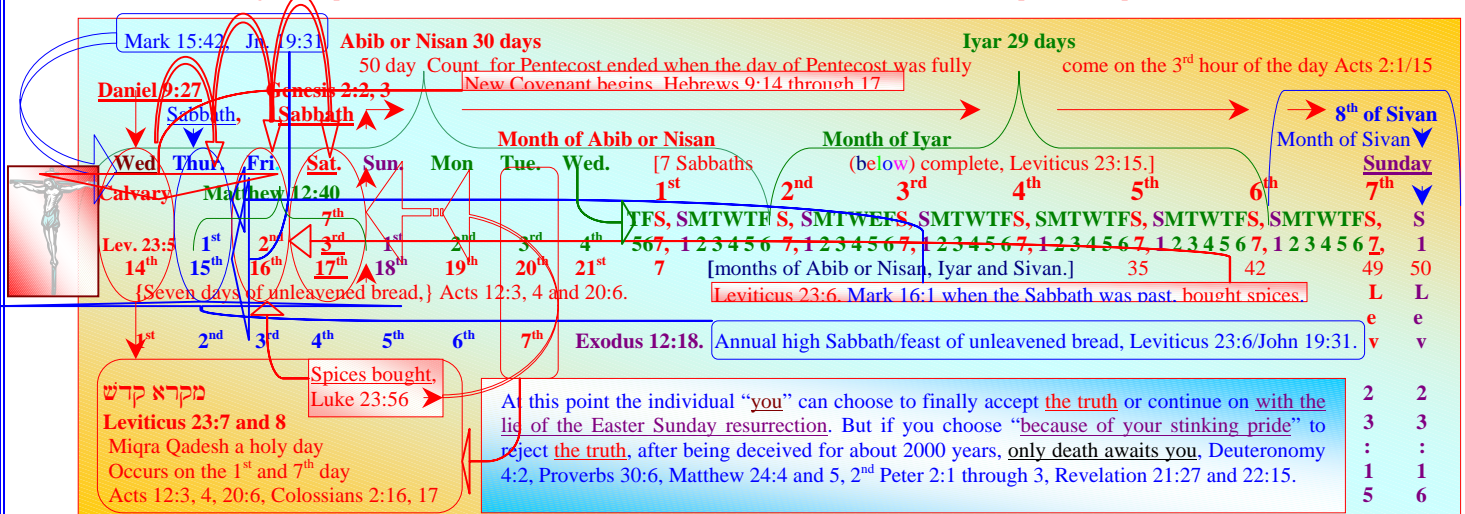 Mark 15:42, Jn. 19:31 Abib or Nisan 30 days Iyar 29 days
50 day Count for Pentecost ended when the day of Pentecost was fully come on the 3rd hour of the day Acts 2:1/15
New Covenant begins. Hebrews 9:14 through 17
Daniel 9:27 Genesis 2:2, 3
Sabbath, Sabbath 8th of Sivan
Month of Abib or Nisan Month of Iyar Month of Sivan
Wed Thur. Fri Sat. Sun. Mon Tue. Wed. [7 Sabbaths (below) complete, Leviticus 23:15.] Sunday
Calvary Matthew 12:40 1st 2nd 3rd 4th 5th 6th 7th
7th TFS, SMTWTF S, SMTWTFS, SMTWTFS, SMTWTFS, SMTWTFS, SMTWTFS, S
Lev. 23:5 1st 2nd 3rd 1st 2nd 3rd 4th 567, 1 2 3 4 5 6 7, 1 2 3 4 5 6 7, 1 2 3 4 5 6 7, 1 2 3 4 5 6 7, 1 2 3 4 5 6 7, 1 2 3 4 5 6 7, 1
14th 15th 16th 17th 18th 19th 20th 21st 7 [months of Abib or Nisan, Iyar and Sivan.] 35 42 49 50
{Seven days of unleavened bread,} Acts 12:3, 4 and 20:6. Leviticus 23:6. Mark 16:1 when the Sabbath was past, bought spices.
1st 2nd 3rd 4th 5th 6th 7th Exodus 12:18. Annual high Sabbath/feast of unleavened bread, Leviticus 23:6/John 19:31.
Lev 23:15
Lev 23:16
מקרא קדש
Leviticus 23:7 and 8
Miqra Qadesh a holy day
Occurs on the 1st and 7th day
Acts 12:3, 4, 20:6, Colossians 2:16, 17
Spices bought,
Luke 23:56
At this point the individual “you” can choose to finally accept the truth or continue on with the
lie of the Easter Sunday resurrection. But if you choose “because of your stinking pride” to
reject the truth, after being deceived for about 2000 years, only death awaits you, Deuteronomy
4:2, Proverbs 30:6, Matthew 24:4 and 5, 2nd Peter 2:1 through 3, Revelation 21:27 and 22:15.